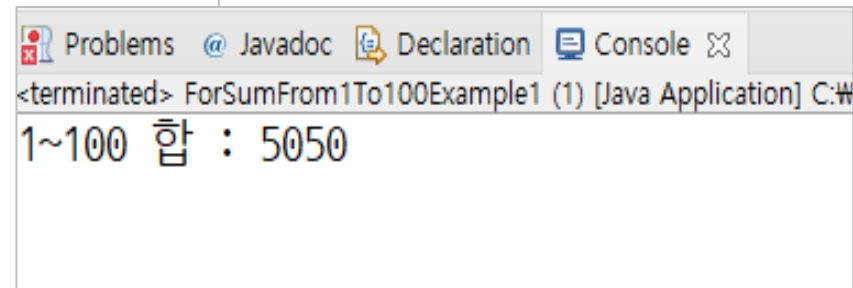 Problems @ Javadoc Declaration Console
<terminated> ForSumFrom1To100Example1 (1) [Java Application] C:₩
1~100 합 : 5050